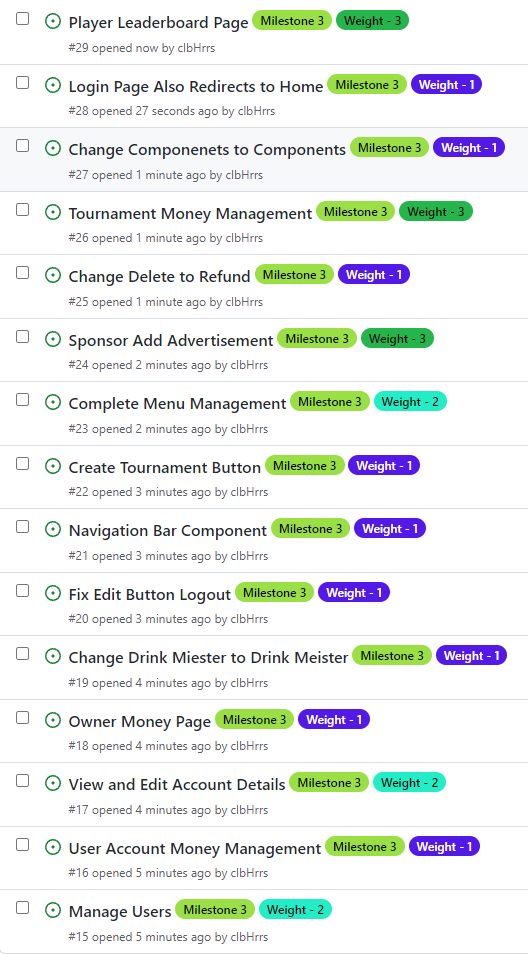 Player Leaderboard Page Milestone 3 Weight - 3
#29 opened now by clbHrrs
Login Page Also Redirects to Home Milestone 3 Weight - 1
#28 opened 27 seconds ago by clbHrrs
Change Componenets to Components Milestone 3 Weight - 1
#27 opened 1 minute ago by clbHrrs
Tournament Money Management Milestone 3 Weight - 3
#26 opened 1 minute ago by clbHrrs
Change Delete to Refund Milestone 3 Weight - 1
#25 opened 1 minute ago by clbHrrs
Sponsor Add Advertisement Milestone 3 Weight - 3
#24 opened 2 minutes ago by clbHrrs
Complete Menu Management Milestone 3 Weight - 2
#23 opened 2 minutes ago by clbHrrs
Create Tournament Button Milestone 3 Weight - 1
#22 opened 3 minutes ago by clbHrrs
Navigation Bar Component Milestone 3 Weight - 1
#21 opened 3 minutes ago by clbHrrs
Fix Edit Button Logout Milestone 3 Weight - 1
#20 opened 3 minutes ago by clbHrrs
Change Drink Miester to Drink Meister Milestone 3 Weight - 1
#19 opened 4 minutes ago by clbHrrs
Owner Money Page Milestone 3 Weight - 1
#18 opened 4 minutes ago by clbHrrs
View and Edit Account Details Milestone 3 Weight - 2
#17 opened 4 minutes ago by clbHrrs
User Account Money Management Milestone 3 Weight - 1
#16 opened 5 minutes ago by clbHrrs
Manage Users Milestone 3 Weight - 2
#15 opened 5 minutes ago by clbHrrs